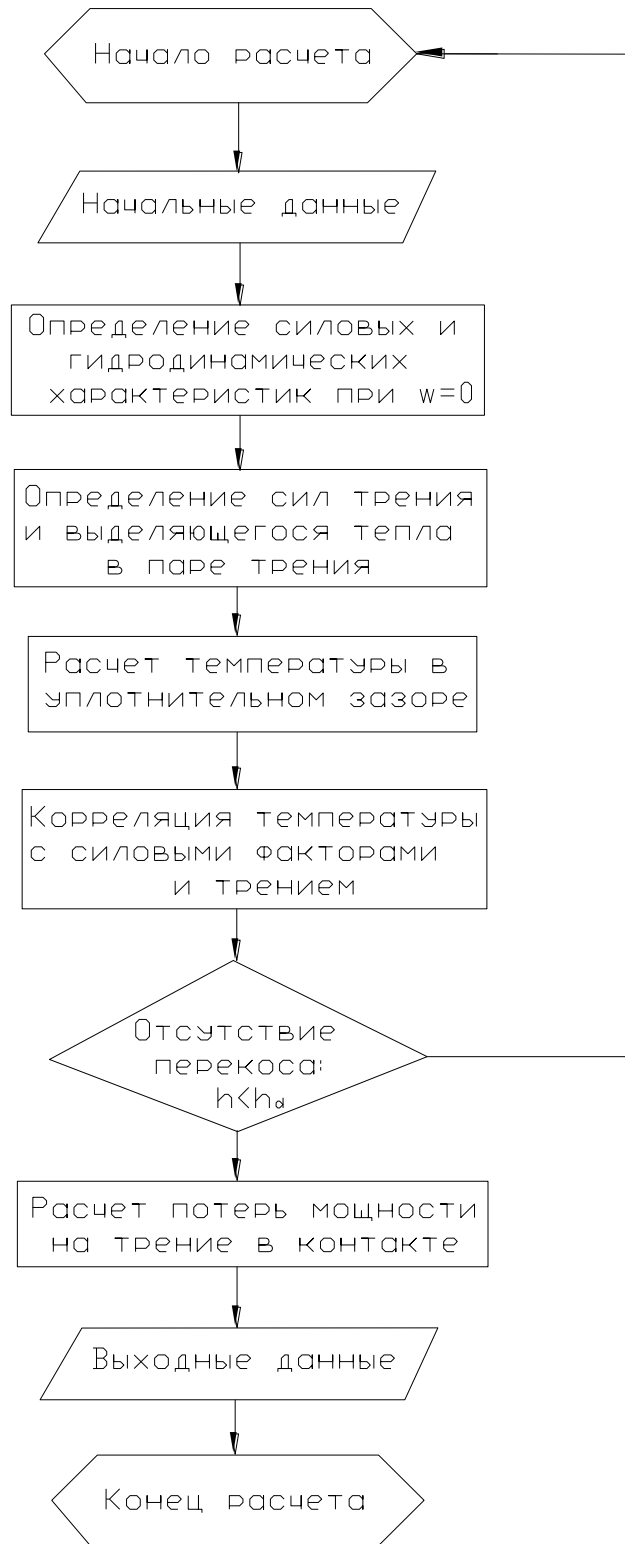 Начало расчета
Начальные данные
Определение силовых и
гидродинамических
характеристик при w=0
Определение сил трения
и выделяющегося тепла
в паре трения
Расчет температуры в
уплотнительном зазоре
Корреляция температуры
с силовыми факторами
и трением
Отсутствие
перекоса:
h<hd
Расчет потерь мощности
на трение в контакте
Выходные данные
Конец расчета